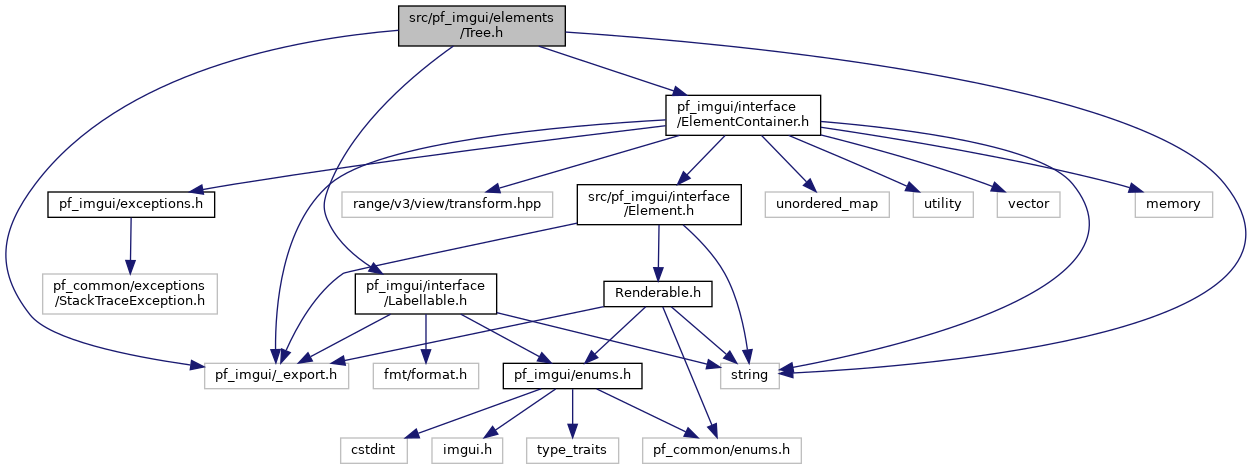 src/pf_imgui/elements
/Tree.h
pf_imgui/interface
/ElementContainer.h
pf_imgui/exceptions.h
range/v3/view/transform.hpp
src/pf_imgui/interface
/Element.h
unordered_map
utility
vector
memory
pf_common/exceptions
/StackTraceException.h
pf_imgui/interface
/Labellable.h
Renderable.h
pf_imgui/_export.h
fmt/format.h
pf_imgui/enums.h
string
cstdint
imgui.h
type_traits
pf_common/enums.h